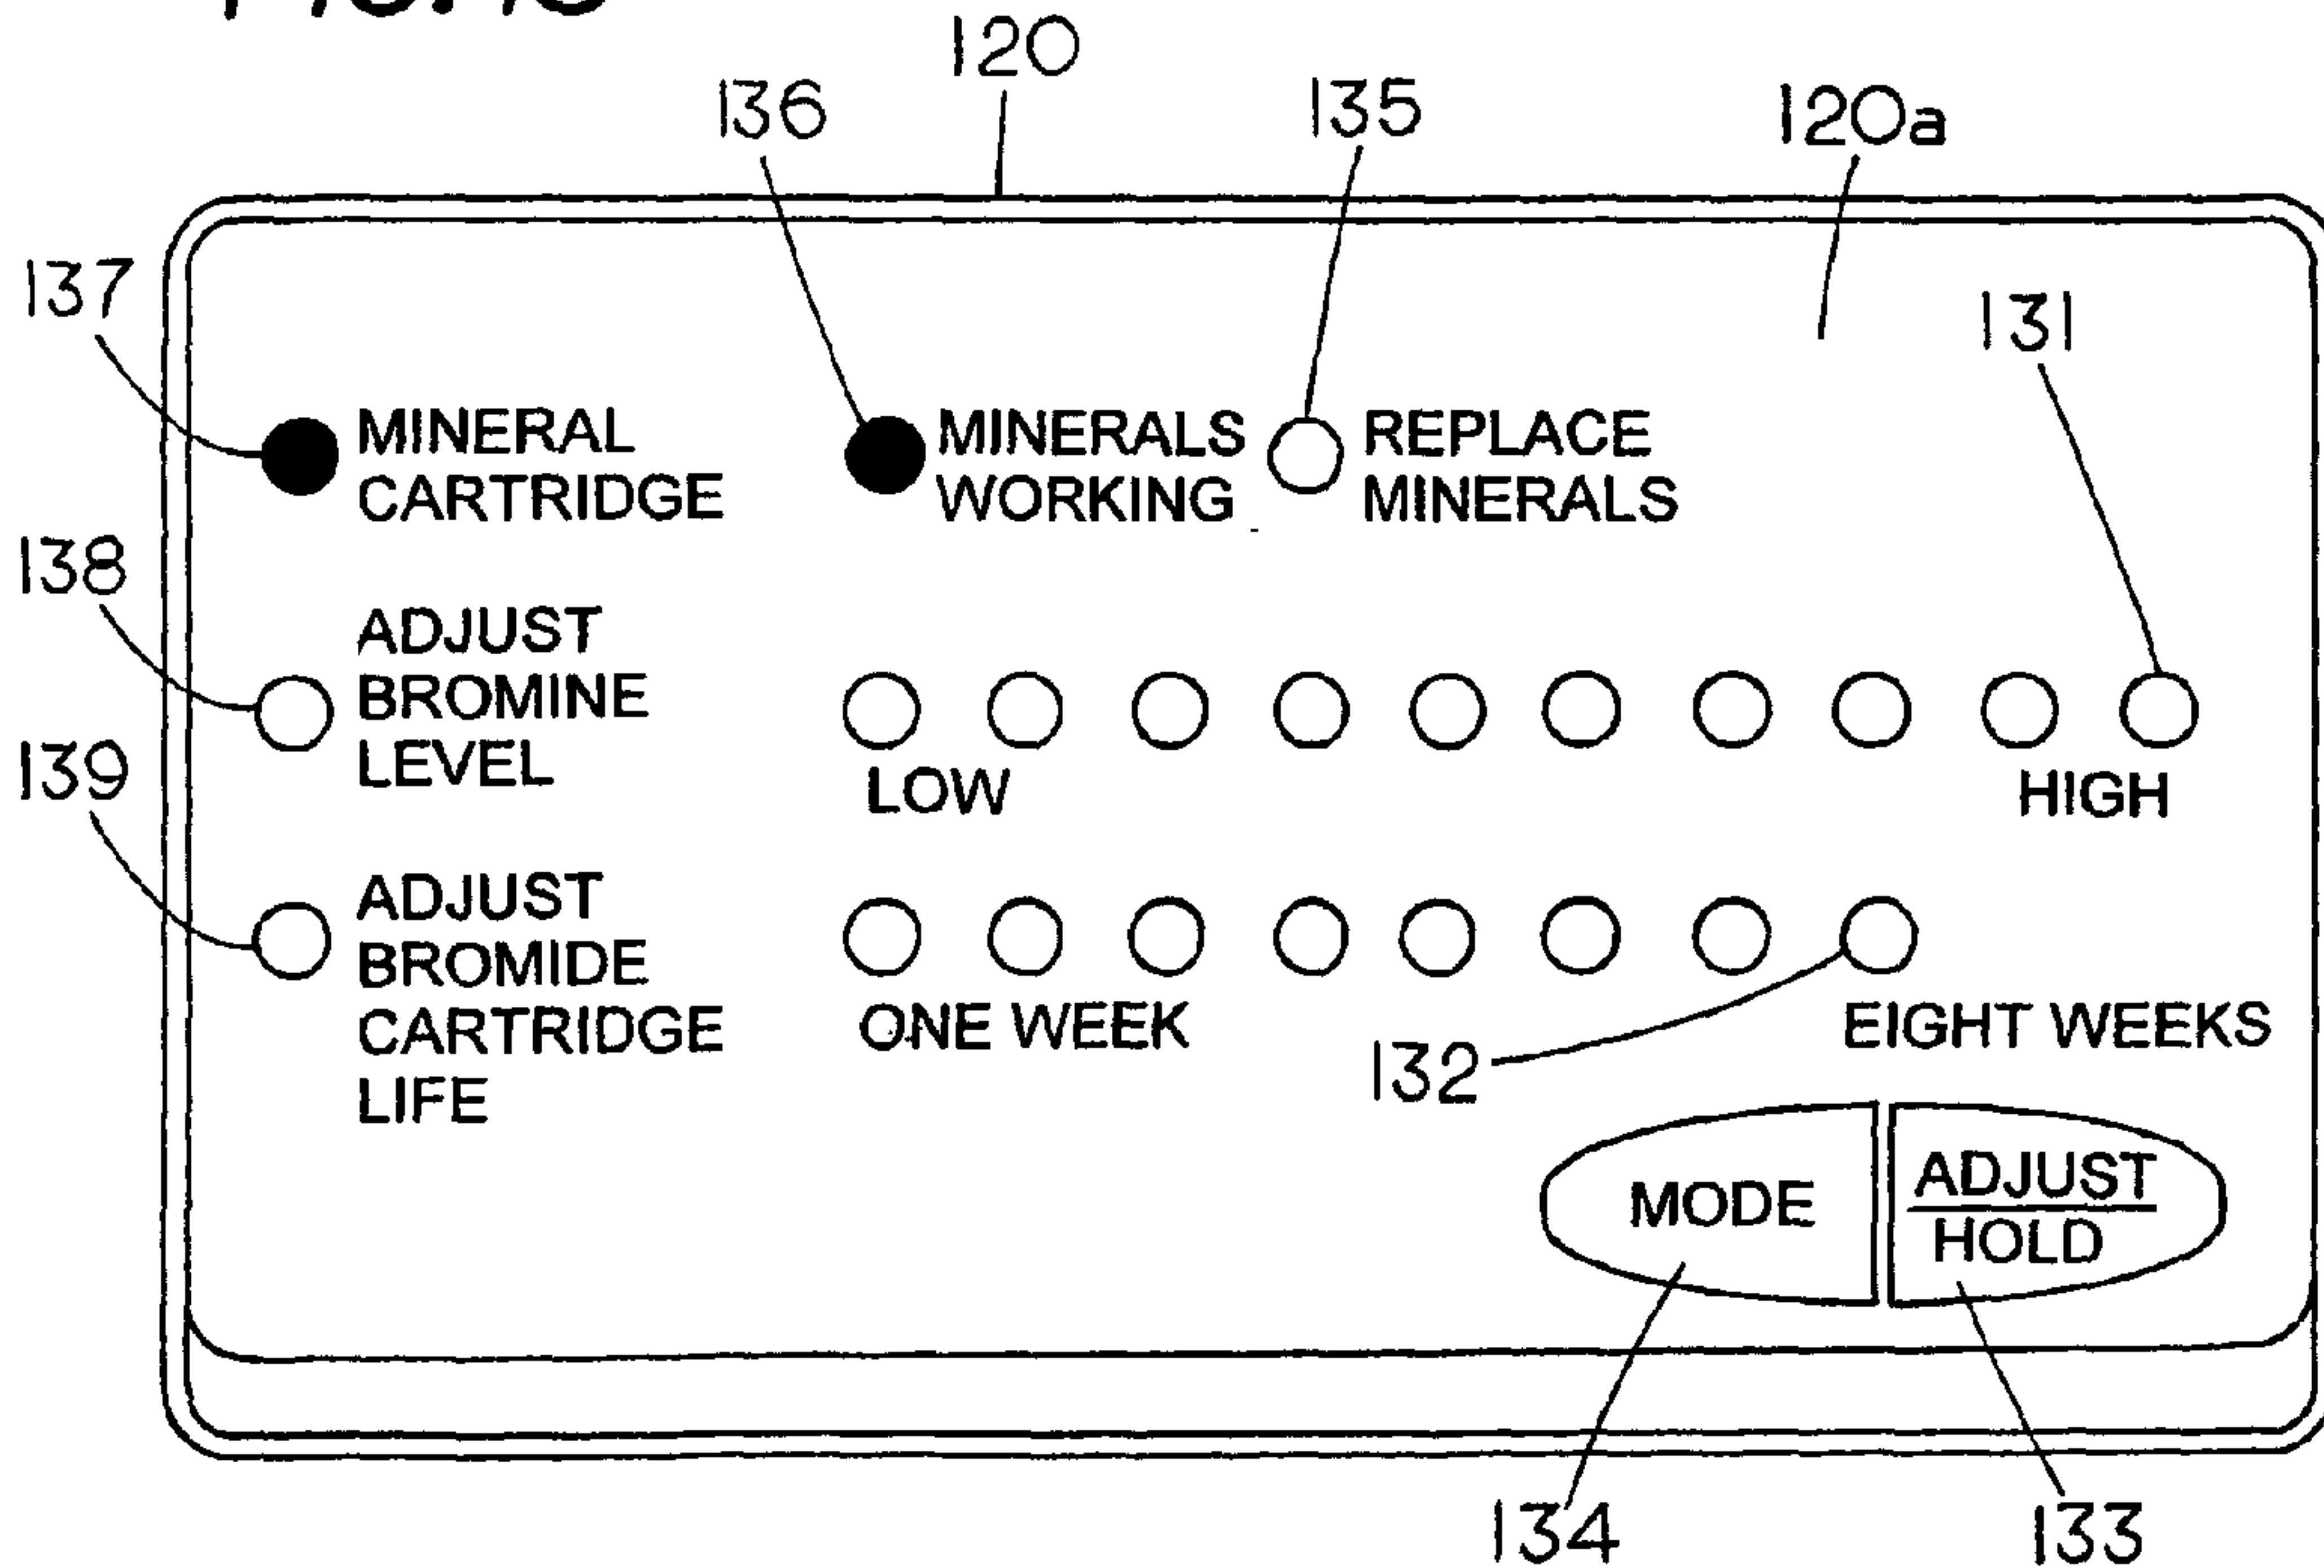 120
136
135
120a
137
131
MINERAL
CARTRIDGE
MINERALS
WORKING
REPLACE
MINERALS
138
ADJUST
BROMINE
LEVEL
LOW
HIGH
139
ADJUST
BROMIDE
CARTRIDGE
LIFE
ONE WEEK
EIGHT WEEKS
132
MODE
ADJUST
HOLD
134
133